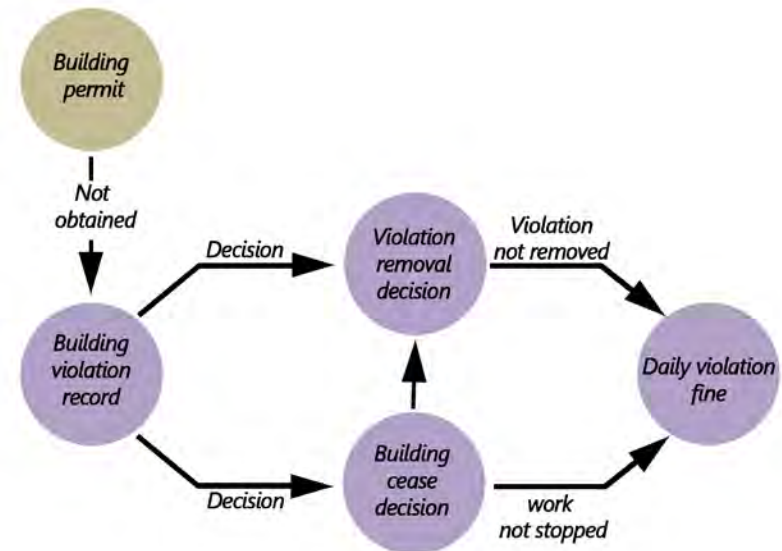 Building
permit
Not
obtained
Decision
Violation
removal
decision
Violation
not removed
Building
violation
record
Daily violation
fine
Decision
Building
cease
decision
work
not stopped